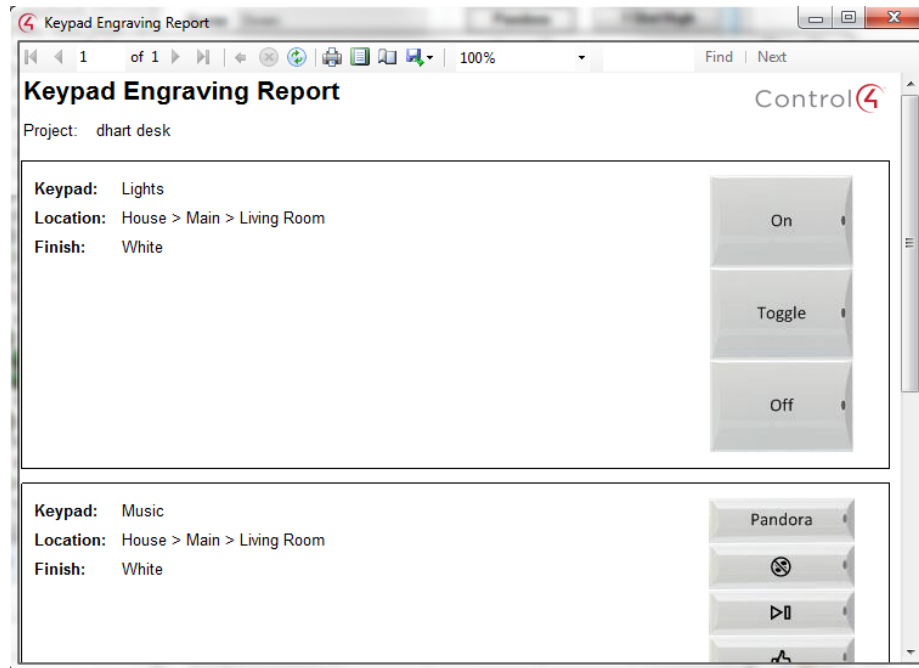 Keypad Engraving Report
1 of 1 100% Find | Next
Keypad Engraving Report
Control4
Project: dhart desk
Keypad: Lights
Location: House > Main > Living Room
Finish: White
On
Toggle
Off
Keypad: Music
Location: House > Main > Living Room
Finish: White
Pandora